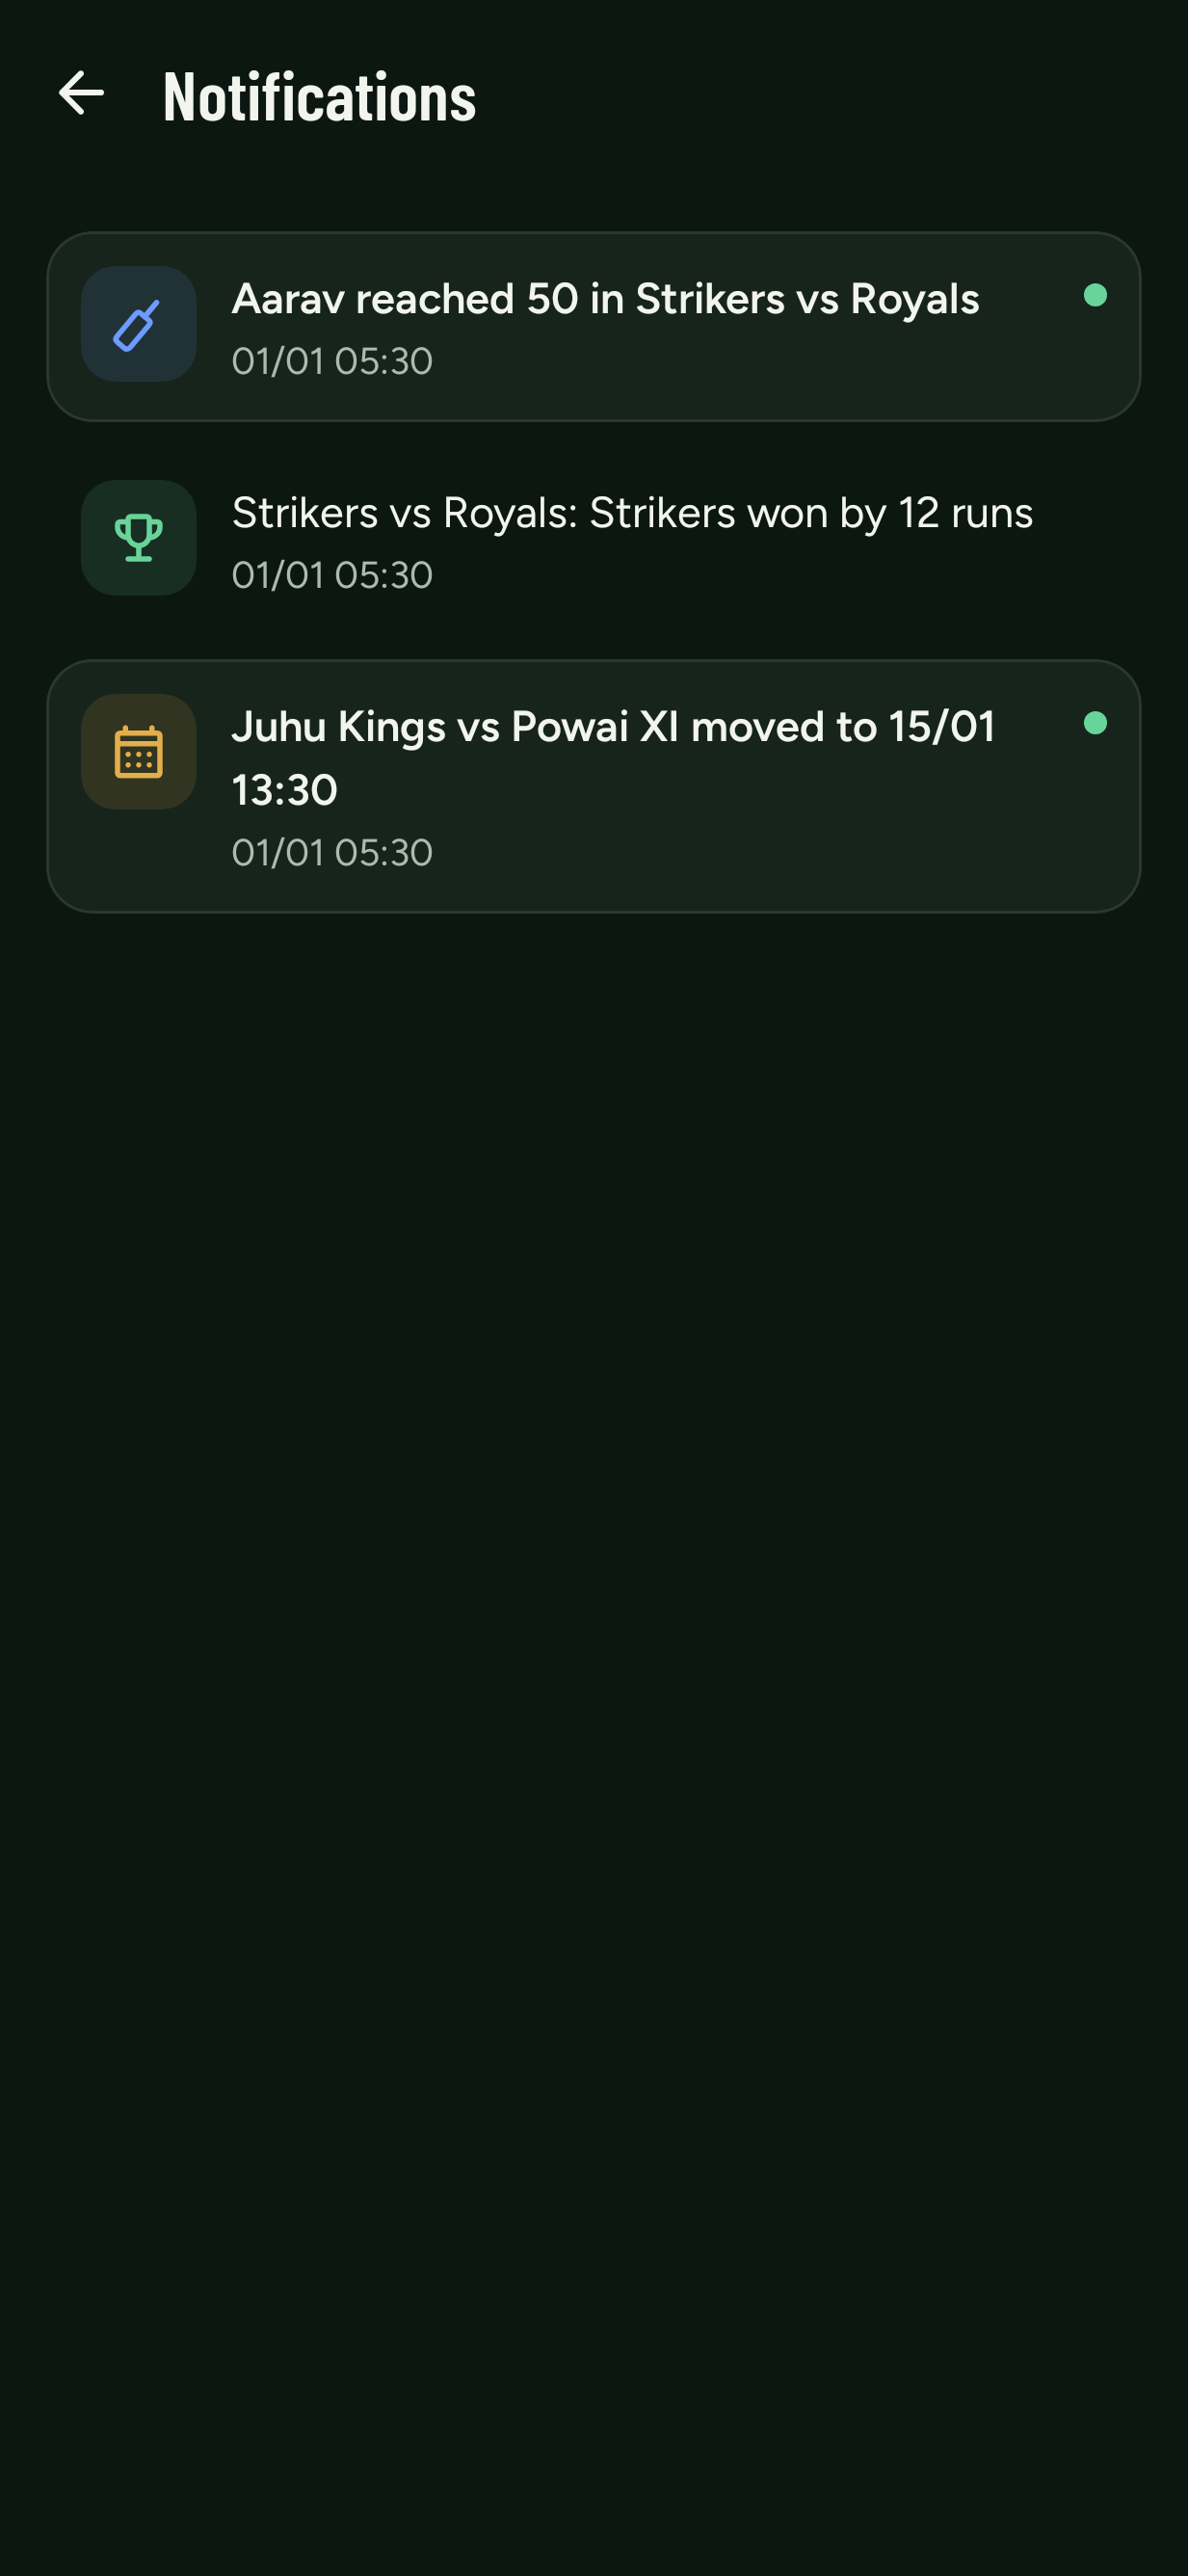 Notifications
Aarav reached 50 in Strikers vs Royals
01/01 05:30
Strikers vs Royals: Strikers won by 12 runs
01/01 05:30
Juhu Kings vs Powai XI moved to 15/01
13:30
01/01 05:30